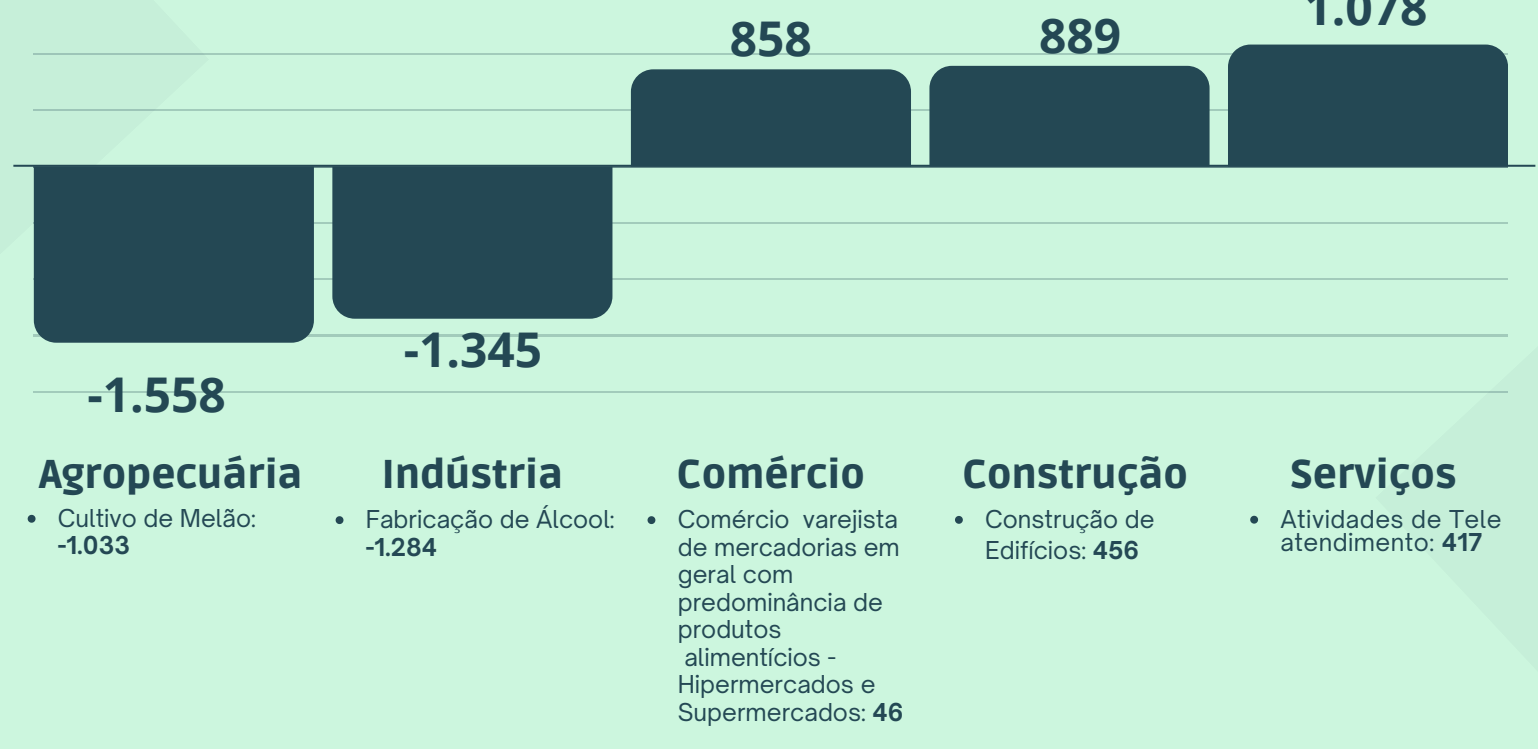 1.078
858
889
-1.345
-1.558
Agropecuária
• Cultivo de Melão:
-1.033
Indústria
• Fabricação de Álcool:
-1.284
Comércio
• Comércio  varejista
de mercadorias em
geral com
predominância de
produtos
alimentícios -
Hipermercados e
Supermercados: 46
Construção
• Construção de
Edifícios: 456
Serviços
• Atividades de Tele
atendimento: 417